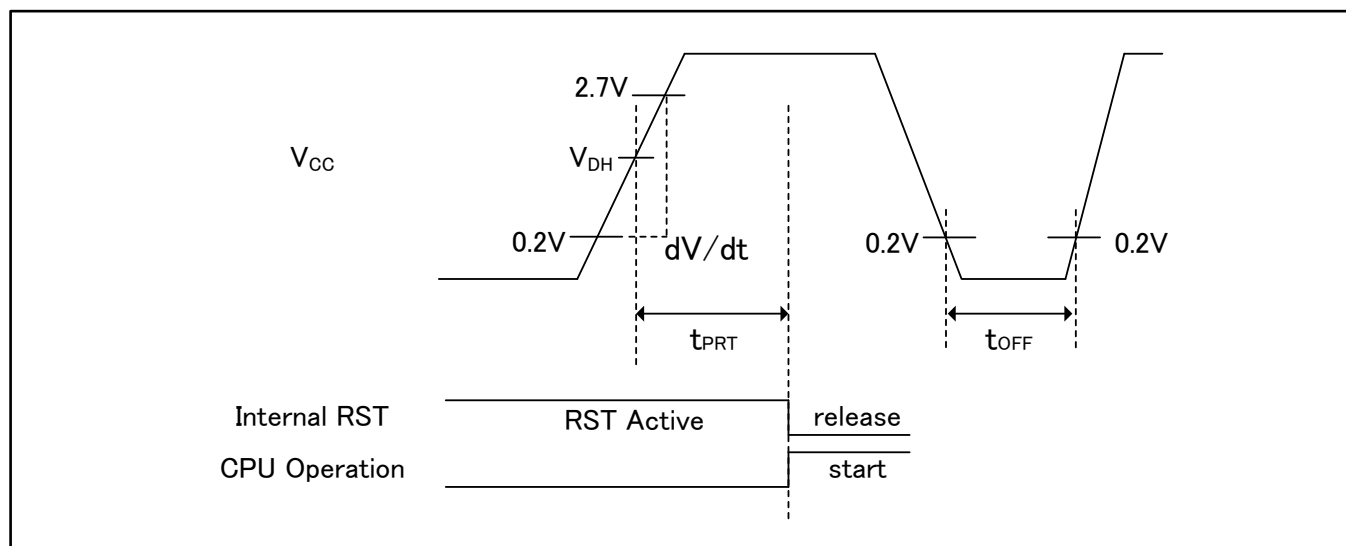 2.7V
VCC
VDH
0.2V
dV/dt
0.2V
0.2V
tPRT
tOFF
Internal RST
RST Active
release
CPU Operation
start